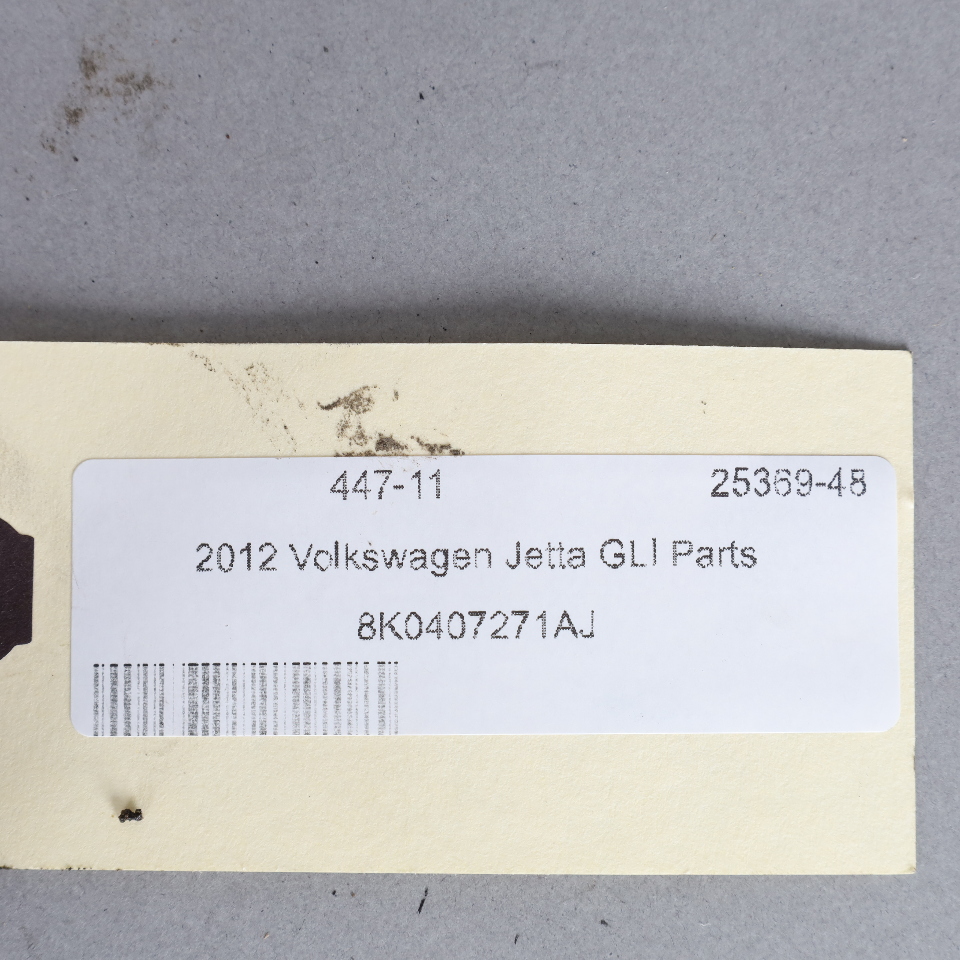 447-11 25369-48
2012 Volkswagen Jetta GLI Parts
8K0407271AJ